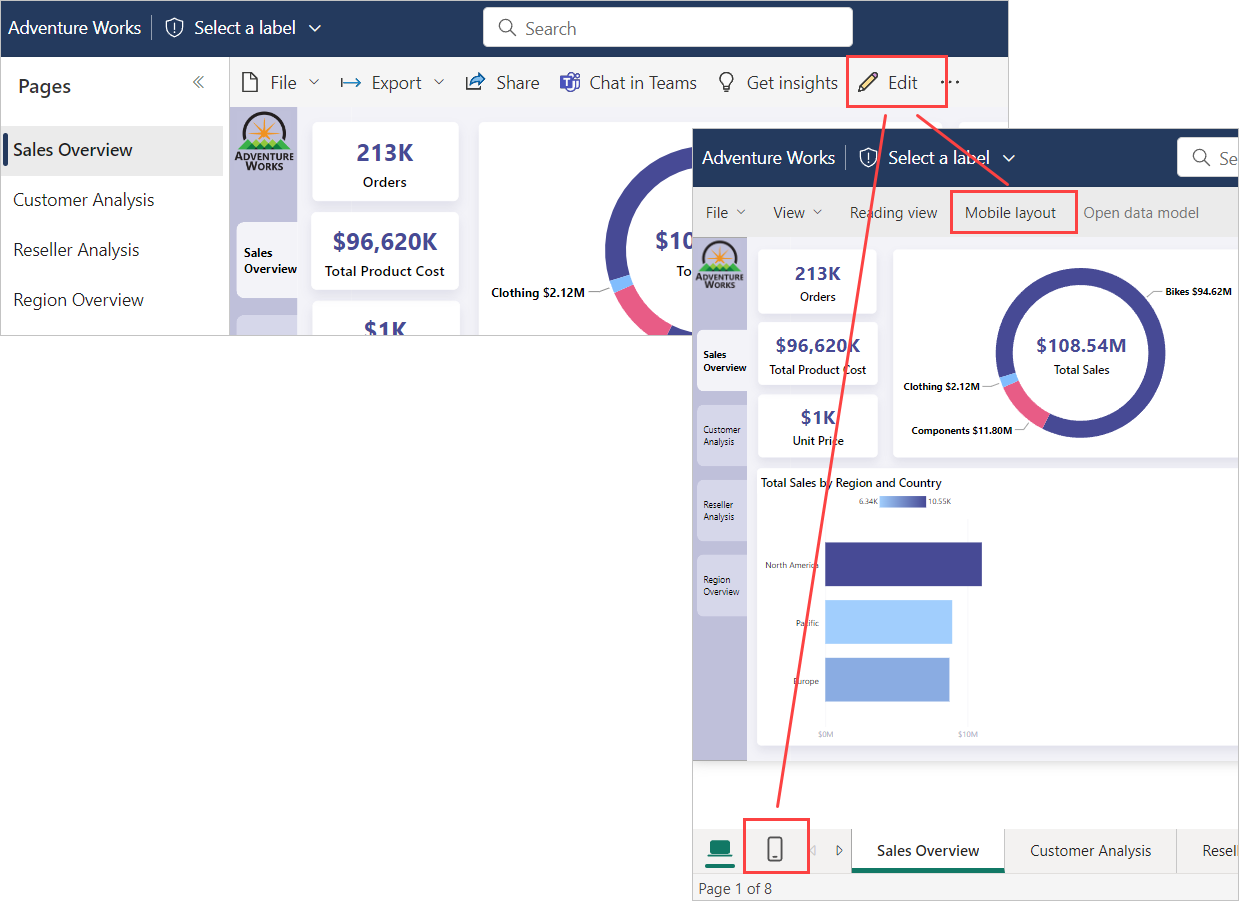 Adventure Works
Select a label
Search
Pages
File
Export
Share
Chat in Teams
Get insights
Edit
Sales Overview
Customer Analysis
Reseller Analysis
Region Overview
ADVENTURE
WORKS
213K
Orders
$96,620K
Total Product Cost
$1K
Sales
Overview
Clothing $2.12M
$10
To
Adventure Works
Select a label
Se
File
View
Reading view
Mobile layout
Open data model
ADVENTURE
WORKS
Sales
Overview
Customer
Analysis
Reseller
Analysis
Region
Overview
213K
Orders
$96,620K
Total Product Cost
$1K
Unit Price
Bikes $94.62M
$108.54M
Total Sales
Clothing $2.12M
Components $11.80M
Total Sales by Region and Country
6.34K
10.55K
North America
Pacific
Europe
$0M
$10M
Sales Overview
Customer Analysis
Resel
Page 1 of 8